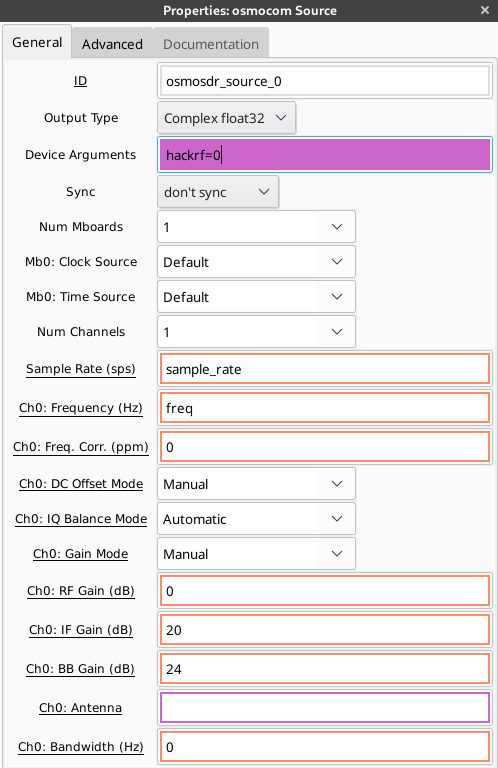 Properties: osmocom Source
General Advanced Documentation
ID osmosdr_source_0
Output Type Complex float32
Device Arguments hackrf=0
Sync don't sync
Num Mboards 1
Mb0: Clock Source Default
Mb0: Time Source Default
Num Channels 1
Sample Rate (sps) sample_rate
Ch0: Frequency (Hz) freq
Ch0: Freq. Corr. (ppm) 0
Ch0: DC Offset Mode Manual
Ch0: IQ Balance Mode Automatic
Ch0: Gain Mode Manual
Ch0: RF Gain (dB) 0
Ch0: IF Gain (dB) 20
Ch0: BB Gain (dB) 24
Ch0: Antenna
Ch0: Bandwidth (Hz) 0